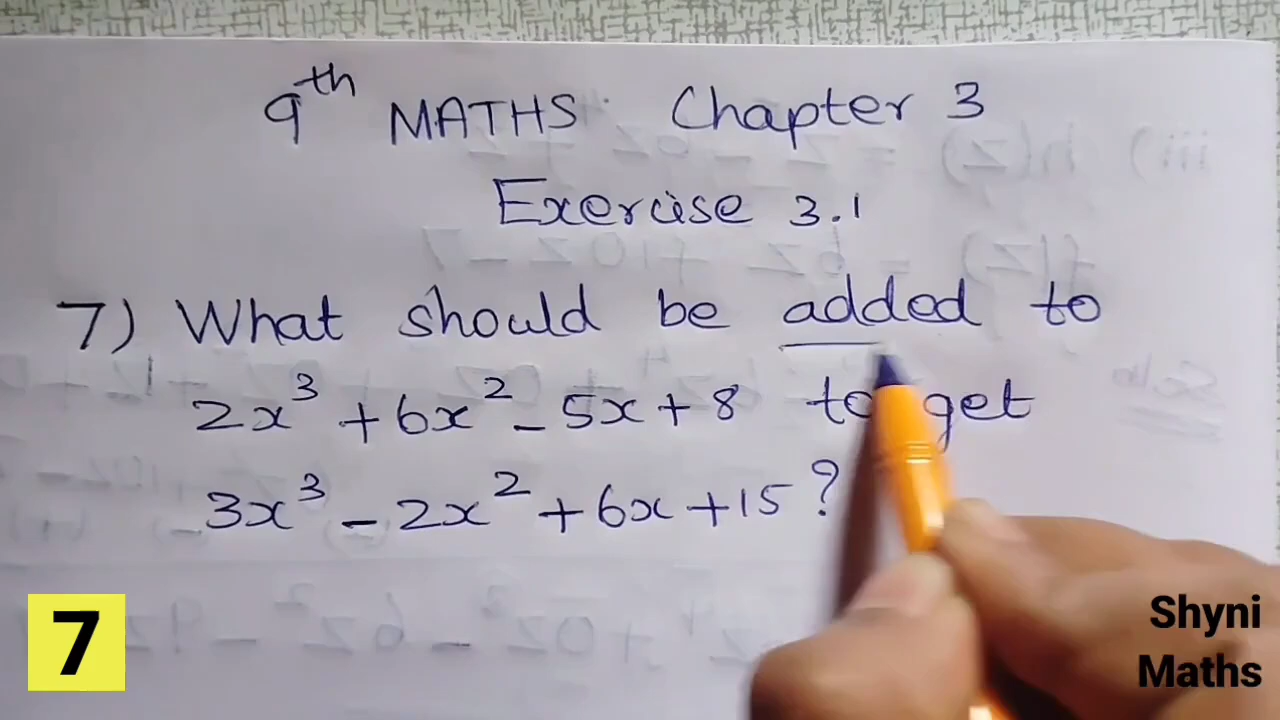 9th MATHS. Chapter 3
Exercise 3.1
7) What should be added to
2x³ + 6x² - 5x + 8 to get
3x³ - 2x² + 6x + 15 ?
7
Shyni
Maths